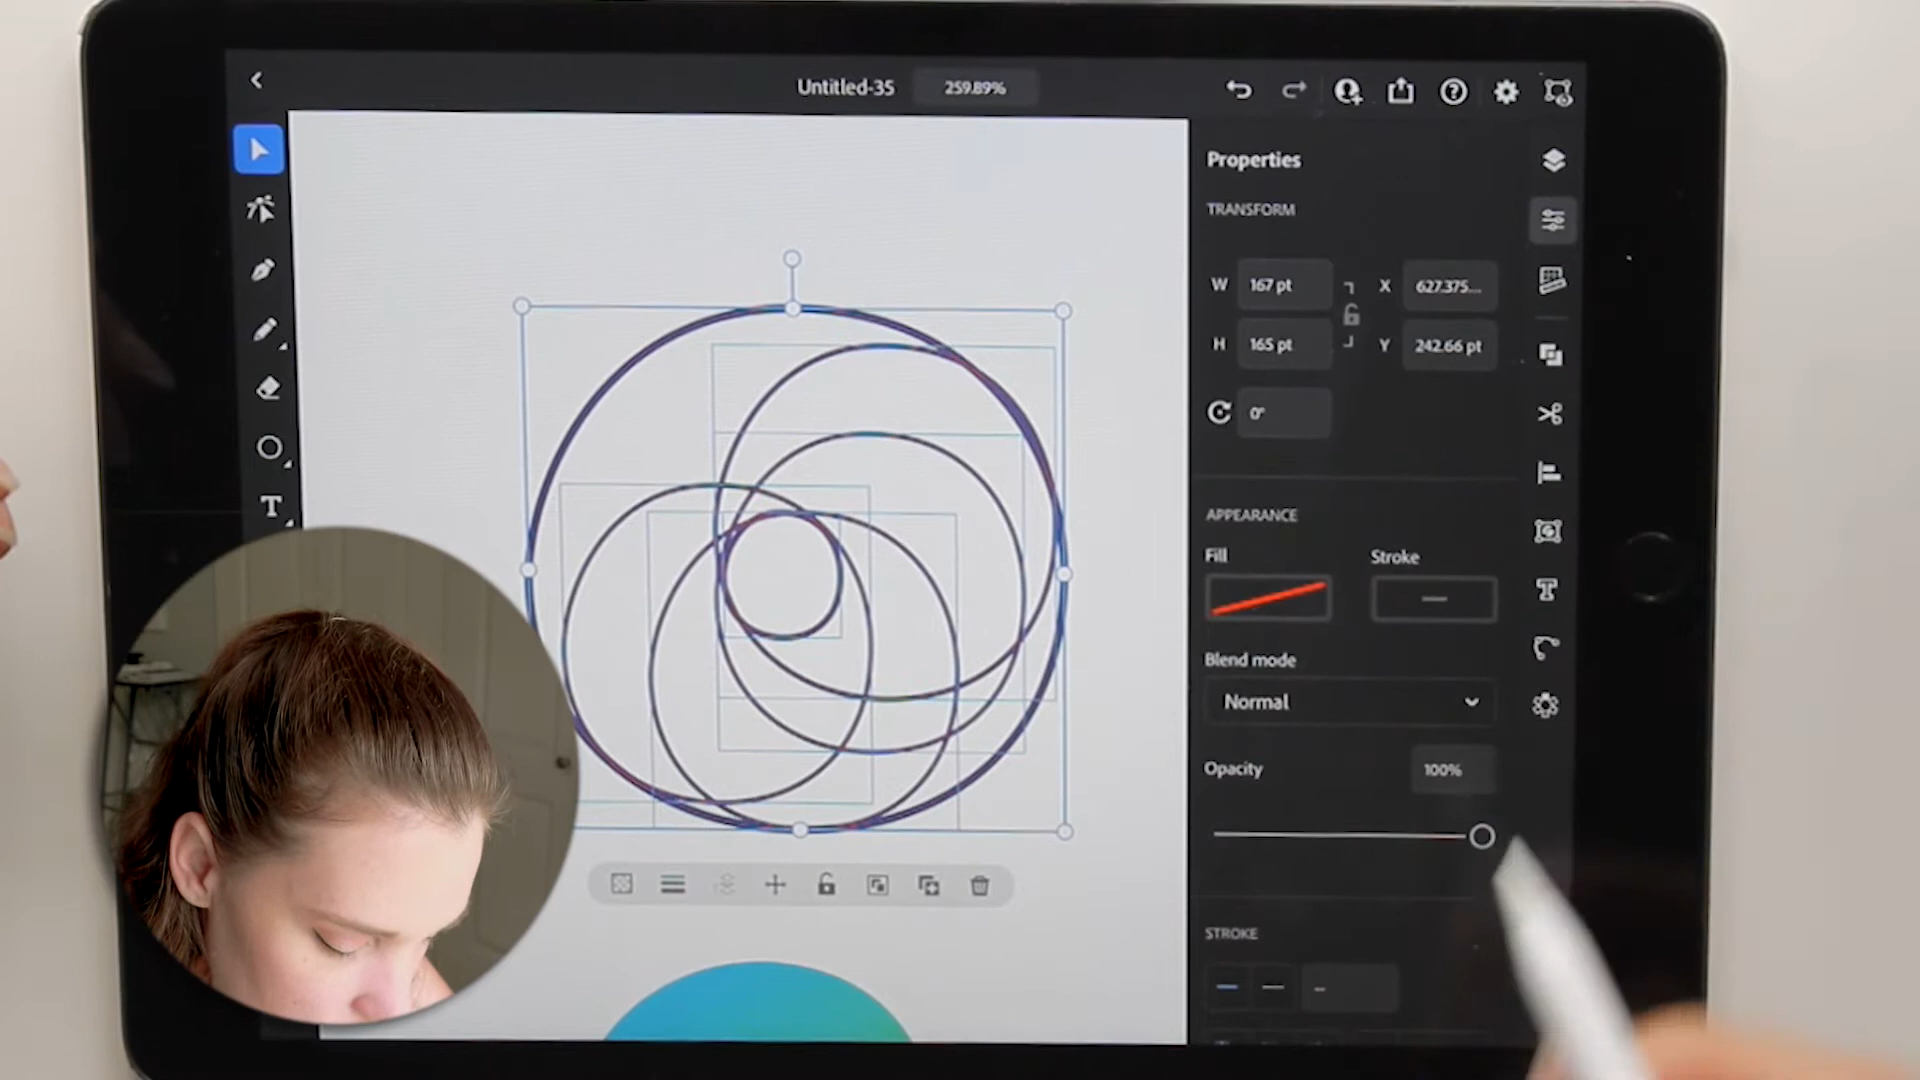 Untitled-35 259.89%
Properties
TRANSFORM
W 167 pt X 627.375...
H 165 pt Y 242.66 pt
0°
APPEARANCE
Fill Stroke
Blend mode
Normal
Opacity 100%
STROKE
T